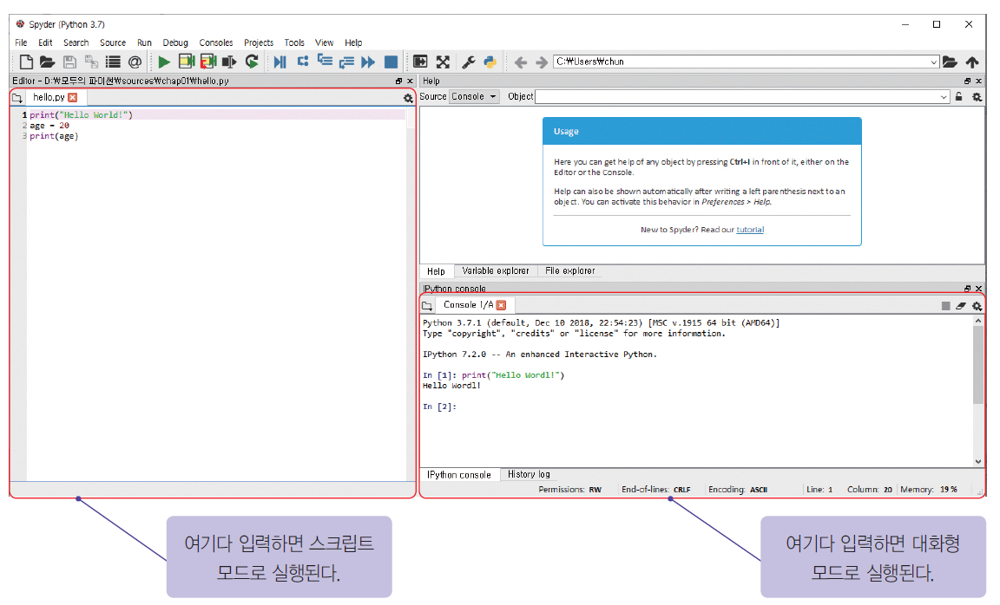 Spyder (Python 3.7)
File Edit Search Source Run Debug Consoles Projects Tools View Help
C:₩Users₩chun
Editor - D:₩모두의 파이썬₩sources₩chap01₩hello.py
Help
hello.py
Source Console Object
1 print("Hello World!")
2 age = 20
3 print(age)
Usage
Here you can get help of any object by pressing Ctrl+I in front of it, either on the
Editor or the Console.
Help can also be shown automatically after writing a left parenthesis next to an
object. You can activate this behavior in Preferences > Help.
New to Spyder? Read our tutorial
Help Variable explorer File explorer
IPython console
Console 1/A
Python 3.7.1 (default, Dec 10 2018, 22:54:23) [MSC v.1915 64 bit (AMD64)]
Type "copyright", "credits" or "license" for more information.
IPython 7.2.0 -- An enhanced Interactive Python.
In [1]: print("Hello Wordl!")
Hello Wordl!
In [2]:
IPython console History log
Permissions: RW End-of-lines: CRLF Encoding: ASCII Line: 1 Column: 20 Memory: 19 %
여기다 입력하면 스크립트
모드로 실행된다.
여기다 입력하면 대화형
모드로 실행된다.